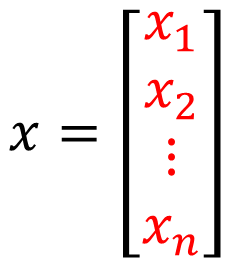 x₁
x₂
x = ⋮
xₙ